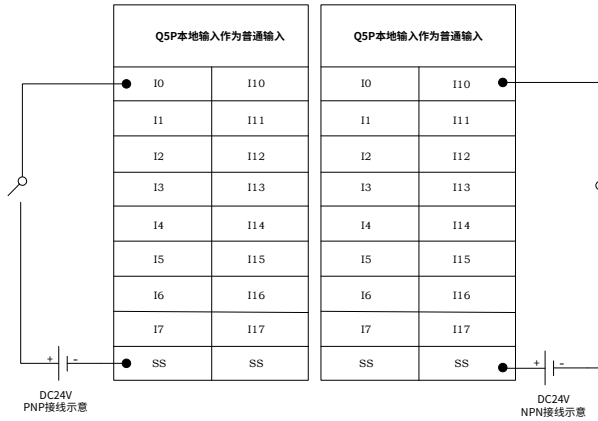 Q5P本地输入作为普通输入 Q5P本地输入作为普通输入
I0 I10 I0 I10
I1 I11 I1 I11
I2 I12 I2 I12
I3 I13 I3 I13
I4 I14 I4 I14
I5 I15 I5 I15
I6 I16 I6 I16
I7 I17 I7 I17
+ - SS SS SS SS + -
DC24V DC24V
PNP接线示意 NPN接线示意